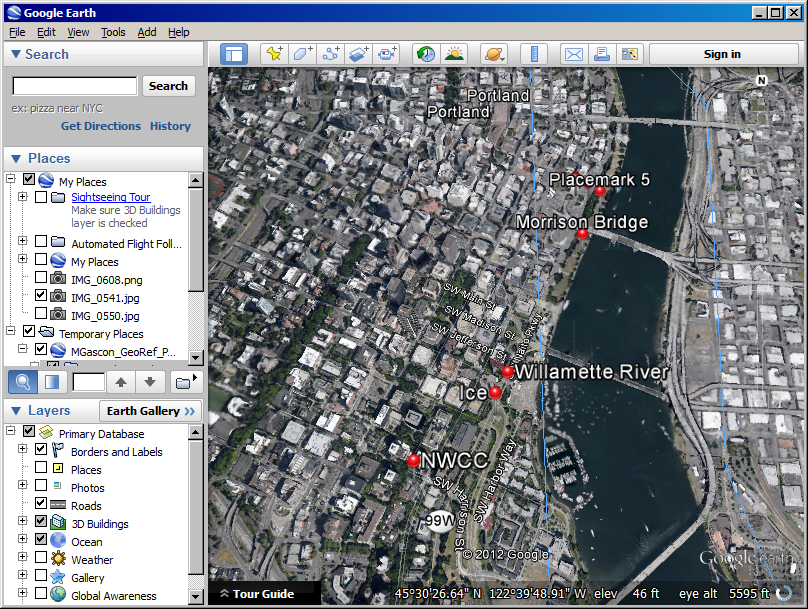 Google Earth
File Edit View Tools Add Help
Search
Search
ex: pizza near NYC
Get Directions History
Places
My Places
Sightseeing Tour
Make sure 3D Buildings
layer is checked
Automated Flight Foll...
My Places
IMG_0608.png
IMG_0541.jpg
IMG_0550.jpg
Temporary Places
MGascon_GeoRef_P...
Layers
Earth Gallery >>
Primary Database
Borders and Labels
Places
Photos
Roads
3D Buildings
Ocean
Weather
Gallery
Global Awareness
Sign in
N
Portland
Portland
Placemark 5
Morrison Bridge
SW Main St
SW Madison St
SW Jefferson St
Willamette River
Ice
NWCC
SW Harbor Way
SW Harrison St
99W
© 2012 Google
Google earth
Tour Guide
45°30'26.64" N 122°39'48.91" W elev 46 ft eye alt 5595 ft